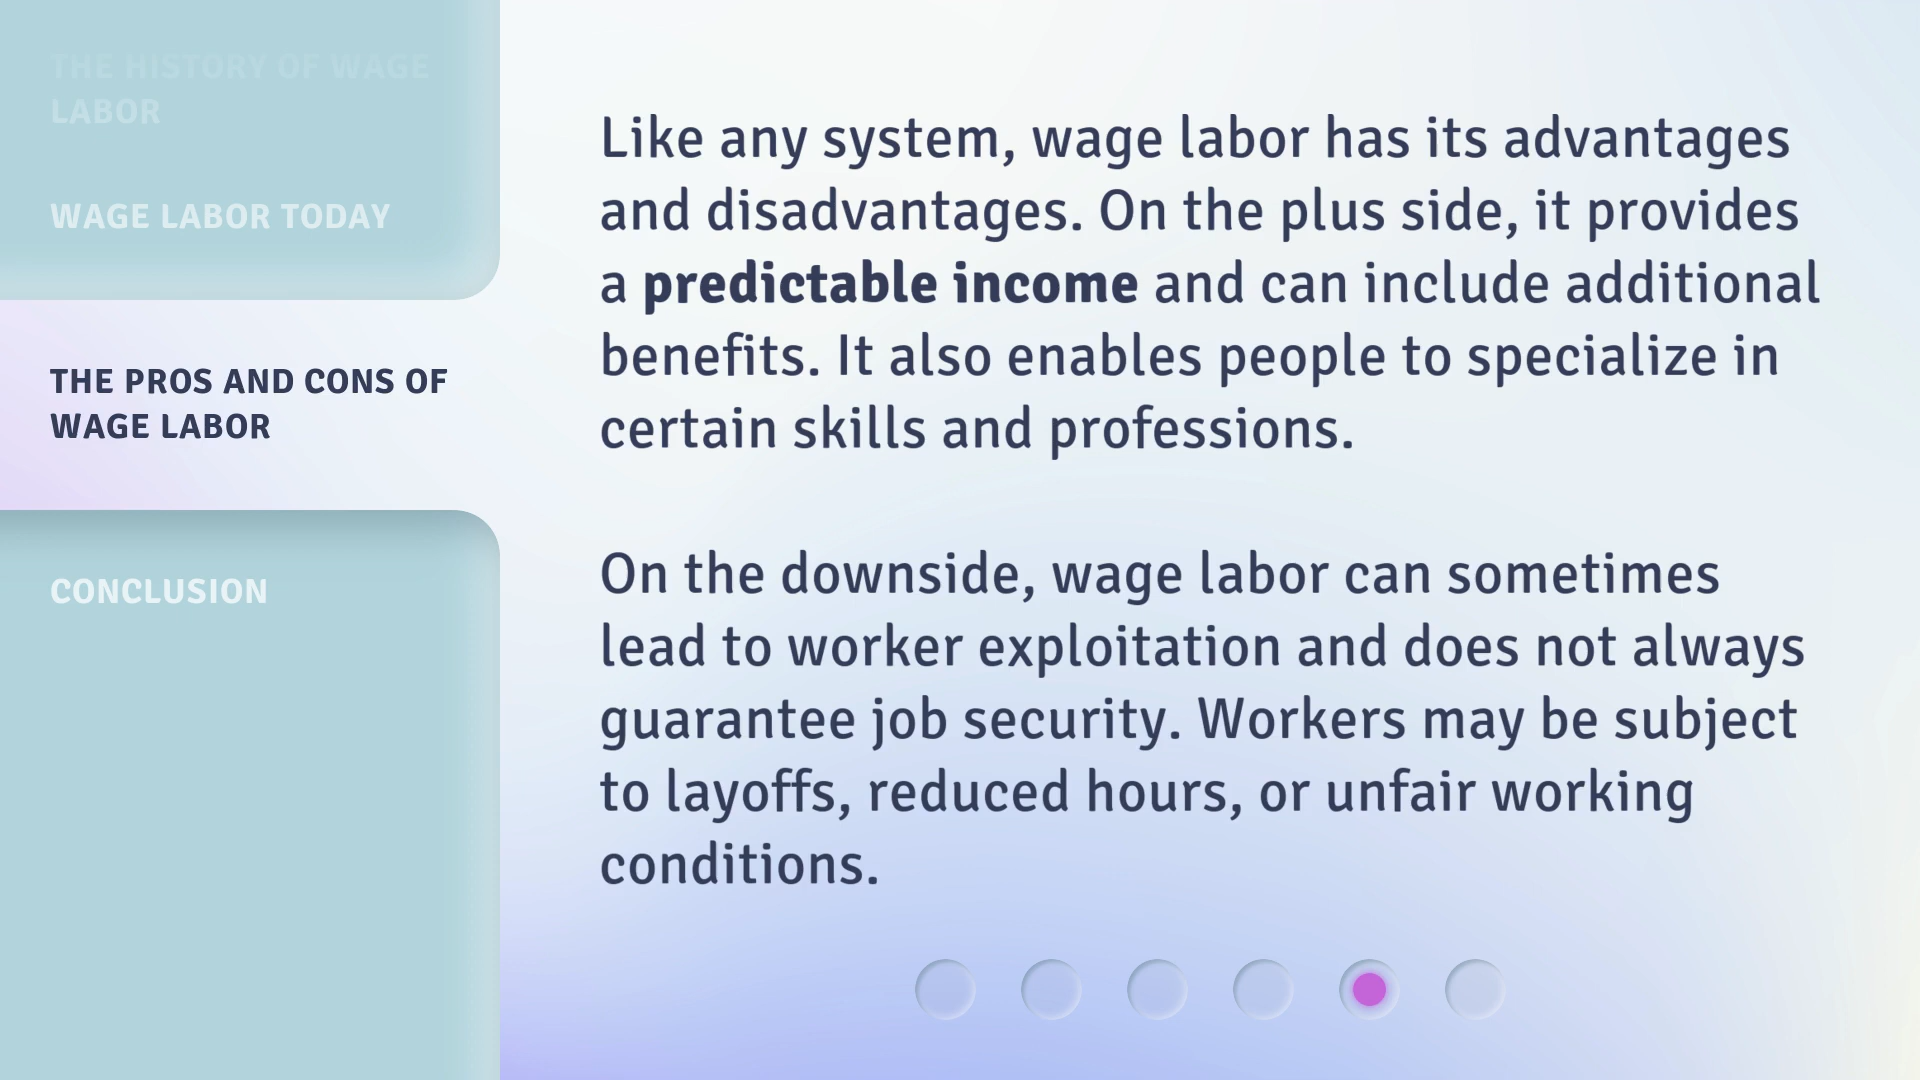 THE HISTORY OF WAGE
LABOR
WAGE LABOR TODAY
THE PROS AND CONS OF
WAGE LABOR
CONCLUSION
Like any system, wage labor has its advantages
and disadvantages. On the plus side, it provides
a predictable income and can include additional
benefits. It also enables people to specialize in
certain skills and professions.
On the downside, wage labor can sometimes
lead to worker exploitation and does not always
guarantee job security. Workers may be subject
to layoffs, reduced hours, or unfair working
conditions.